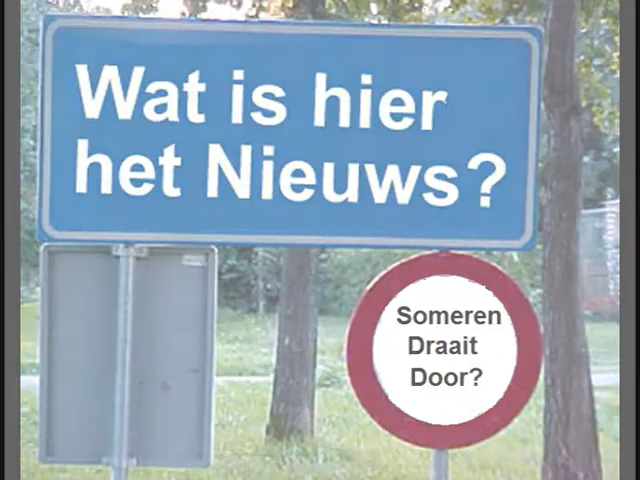 Wat is hier
het Nieuws?
Someren
Draait
Door?